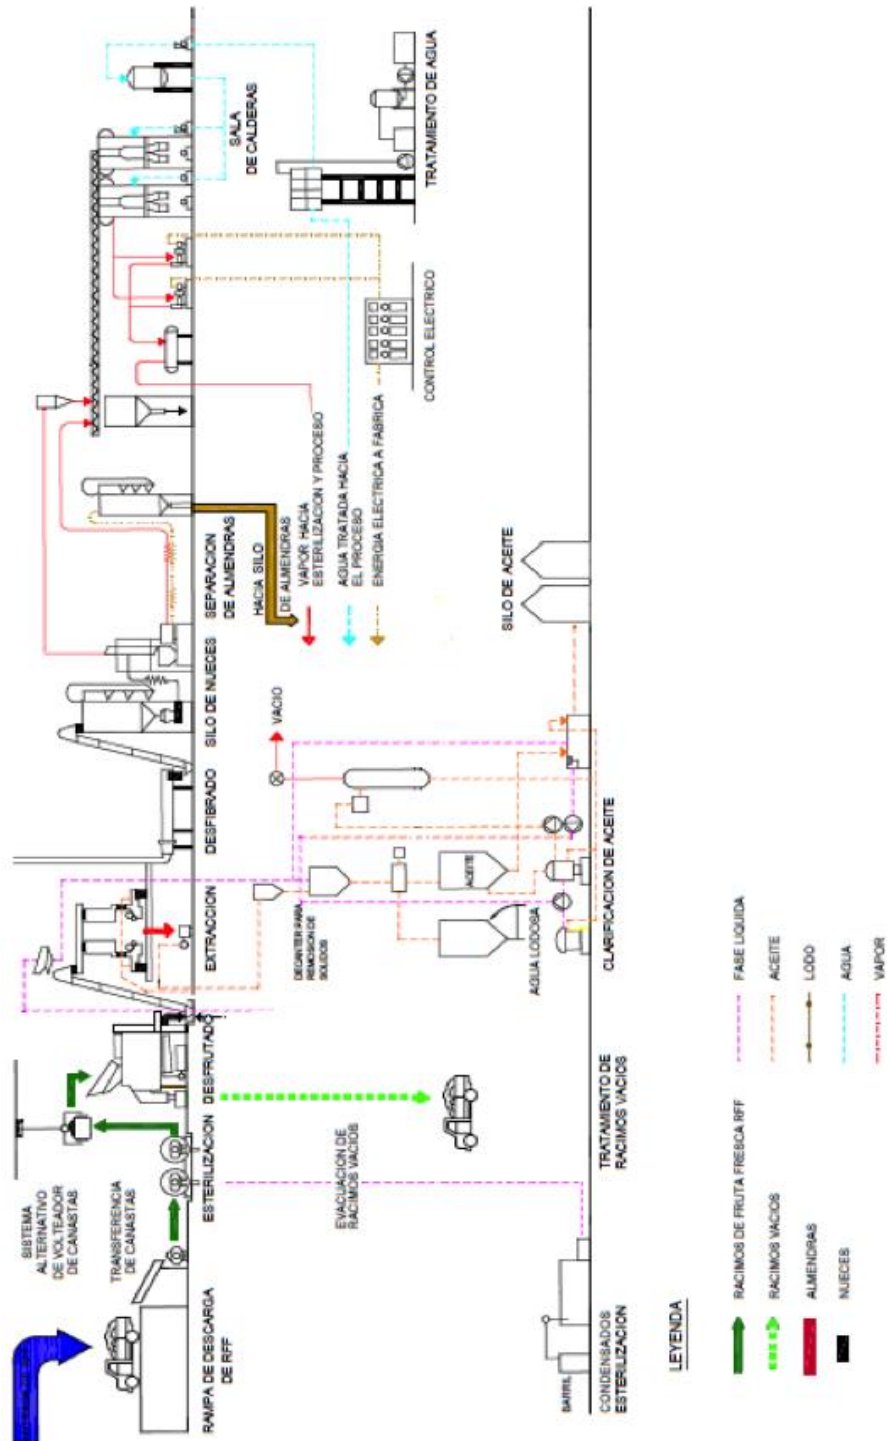 SISTEMA
ALTERNATIVO
DE VOLTEADOR
DE CANASTAS
TRANSFERENCIA
DE CANASTAS
RAMPA DE DESCARGA
DE RFF
ESTERILIZACION
DESFRUTADO
EXTRACCION
DESFIBRADO
SILO DE NUECES
SEPARACION
DE ALMENDRAS
SALA
DE CALDERAS
HACIA SILO
DE ALMENDRAS
VAPOR HACIA
ESTERILIZACION Y PROCESO
AGUA TRATADA HACIA
EL PROCESO
ENERGIA ELECTRICA A FABRICA
CONTROL ELECTRICO
TRATAMIENTO DE AGUA
EVACUACION DE
RACIMOS VACIOS
DECANTER PARA
REMOSION DE
SOLIDOS
VACIO
ACEITE
AGUA LODOSA
SILO DE ACEITE
BARRIL
CONDENSADOS
ESTERILIZACION
TRATAMIENTO DE
RACIMOS VACIOS
CLARIFICACION DE ACEITE
LEYENDA
RACIMOS DE FRUTA FRESCA RFF
RACIMOS VACIOS
ALMENDRAS
NUECES
FASE LIQUIDA
ACEITE
LODO
AGUA
VAPOR